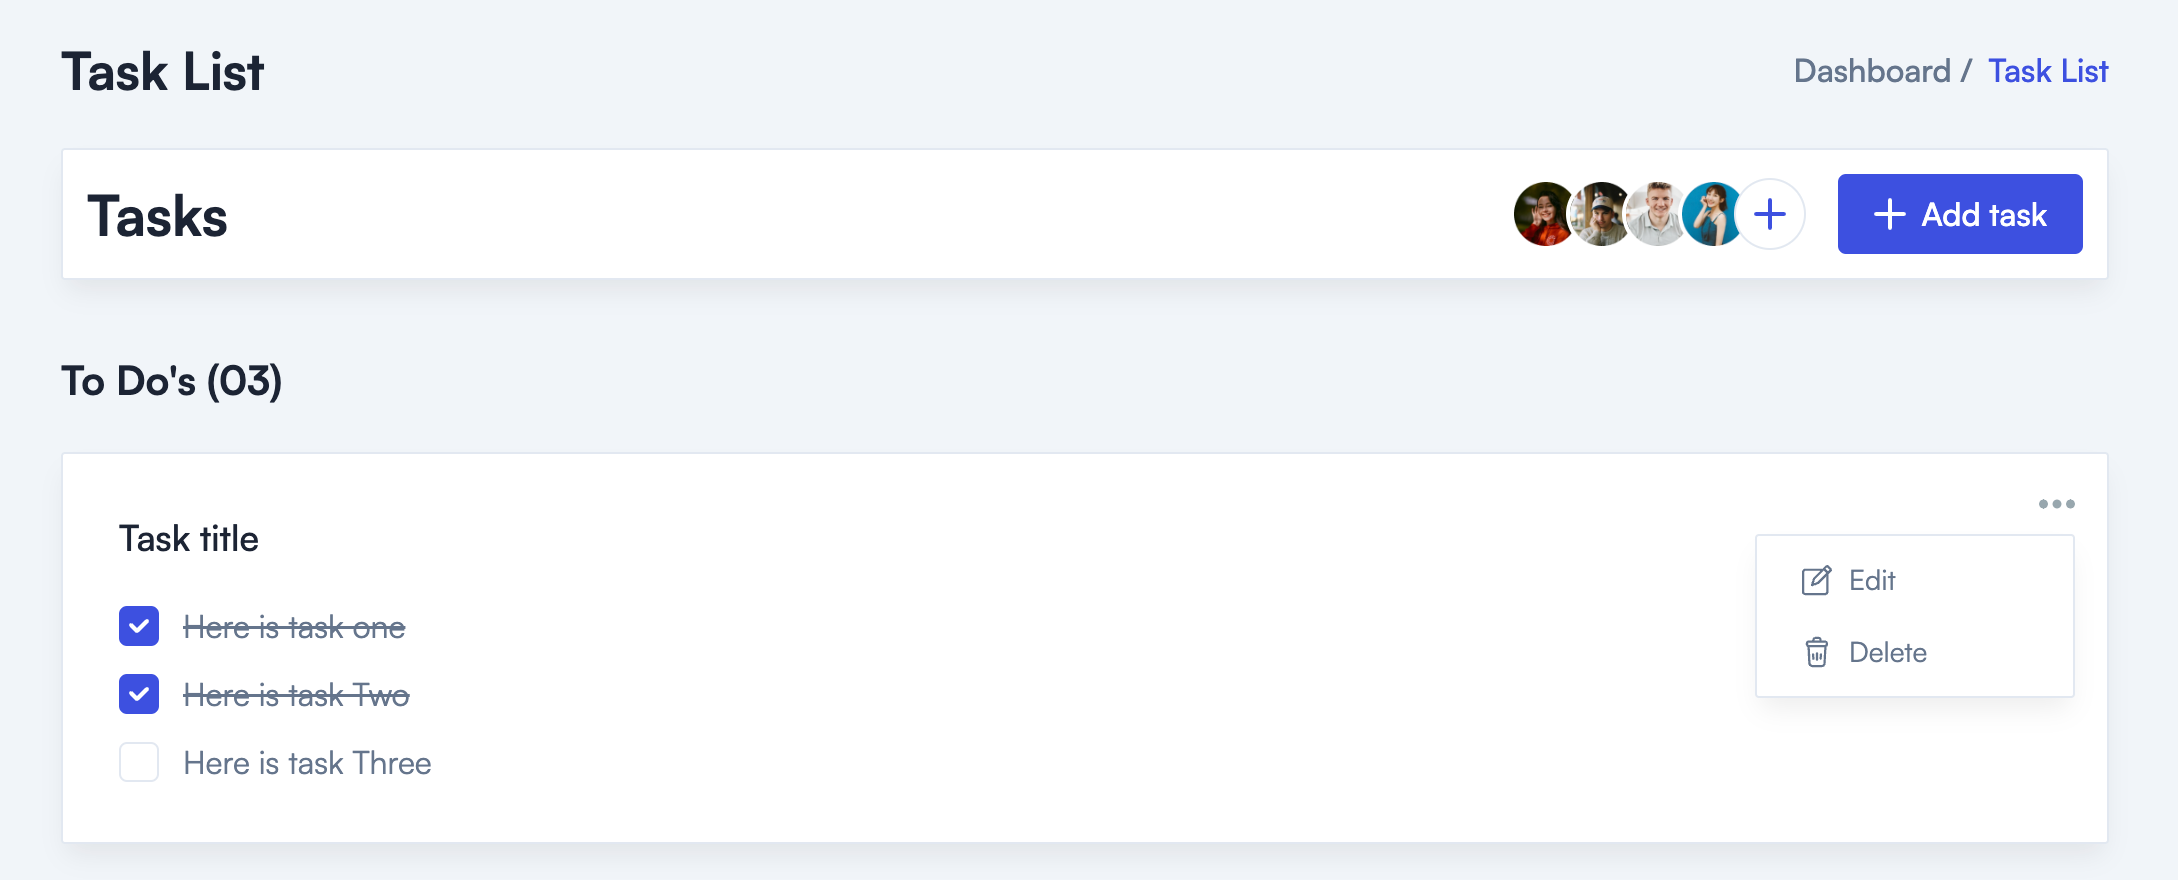 Task List
Dashboard / Task List
Tasks
Add task
To Do's (03)
Task title
Edit
Here is task one
Delete
Here is task Two
Here is task Three